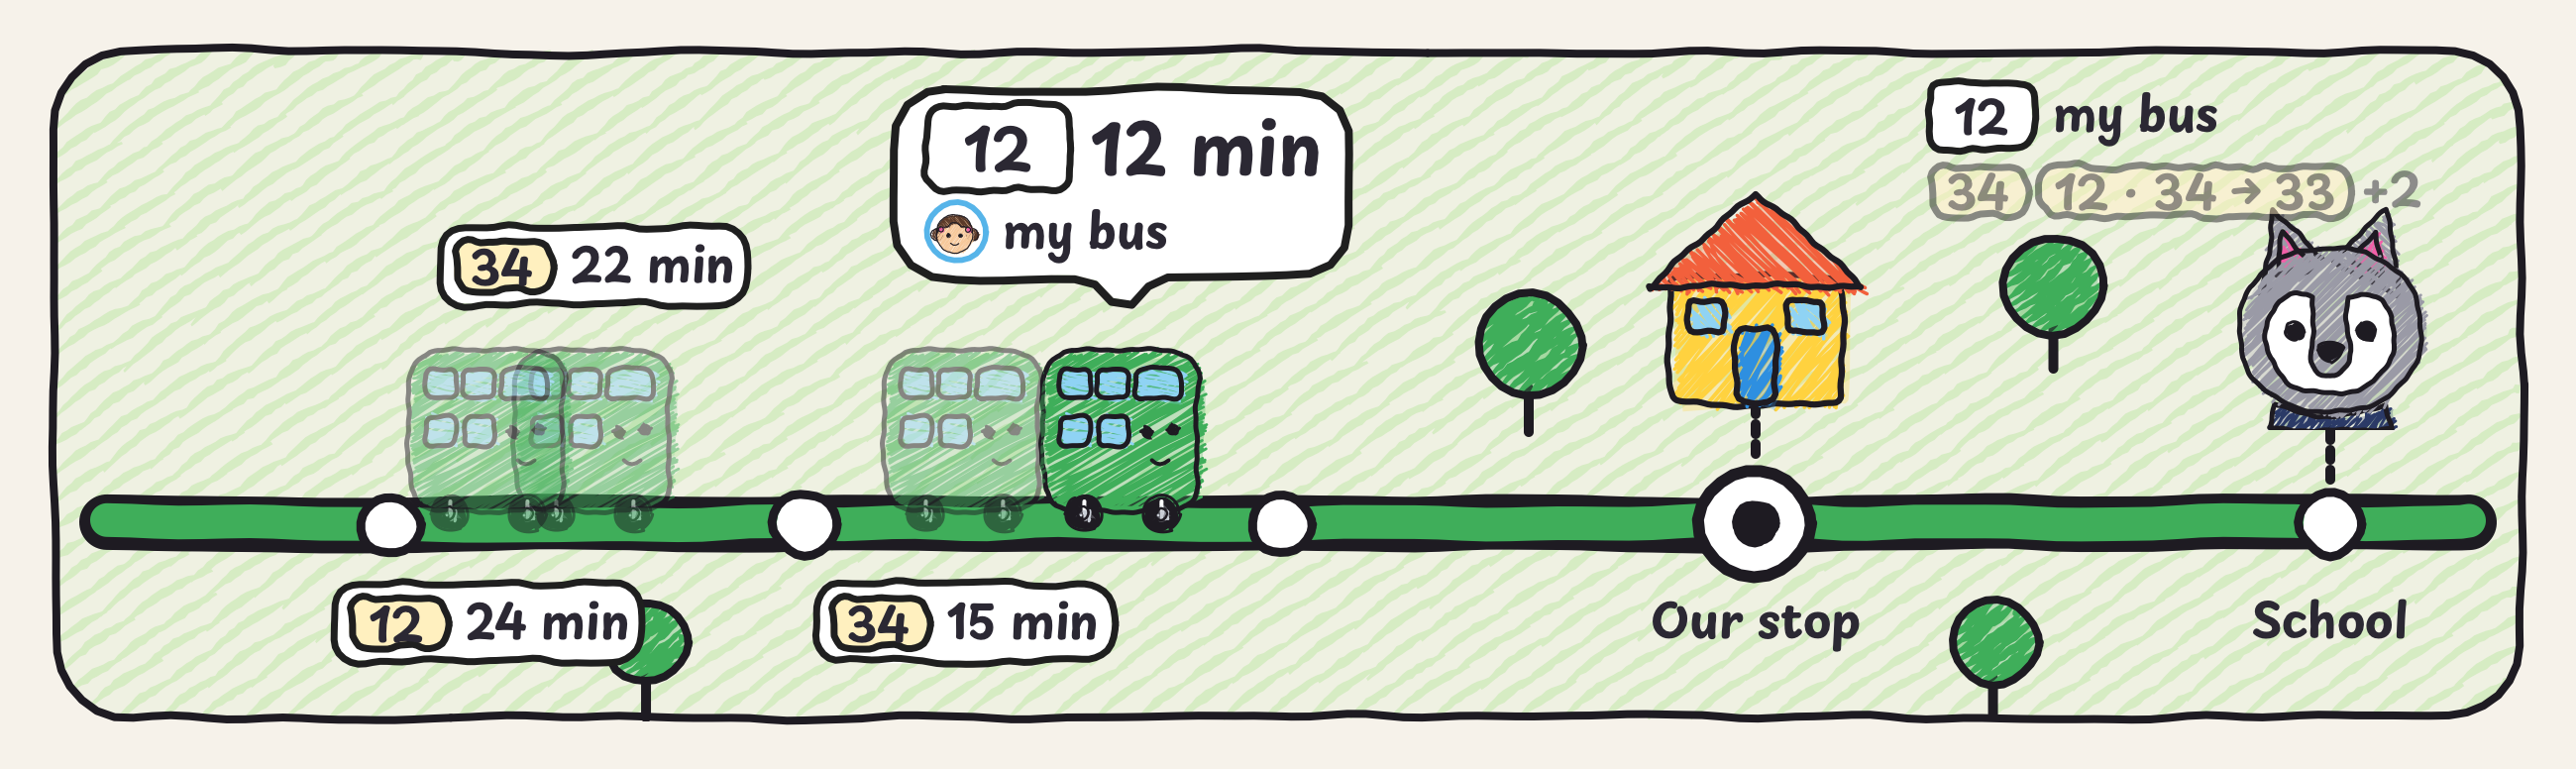 12 my bus
34 12 · 34 → 33 +2
12 12 min
my bus
34 22 min
12 24 min
34 15 min
Our stop
School